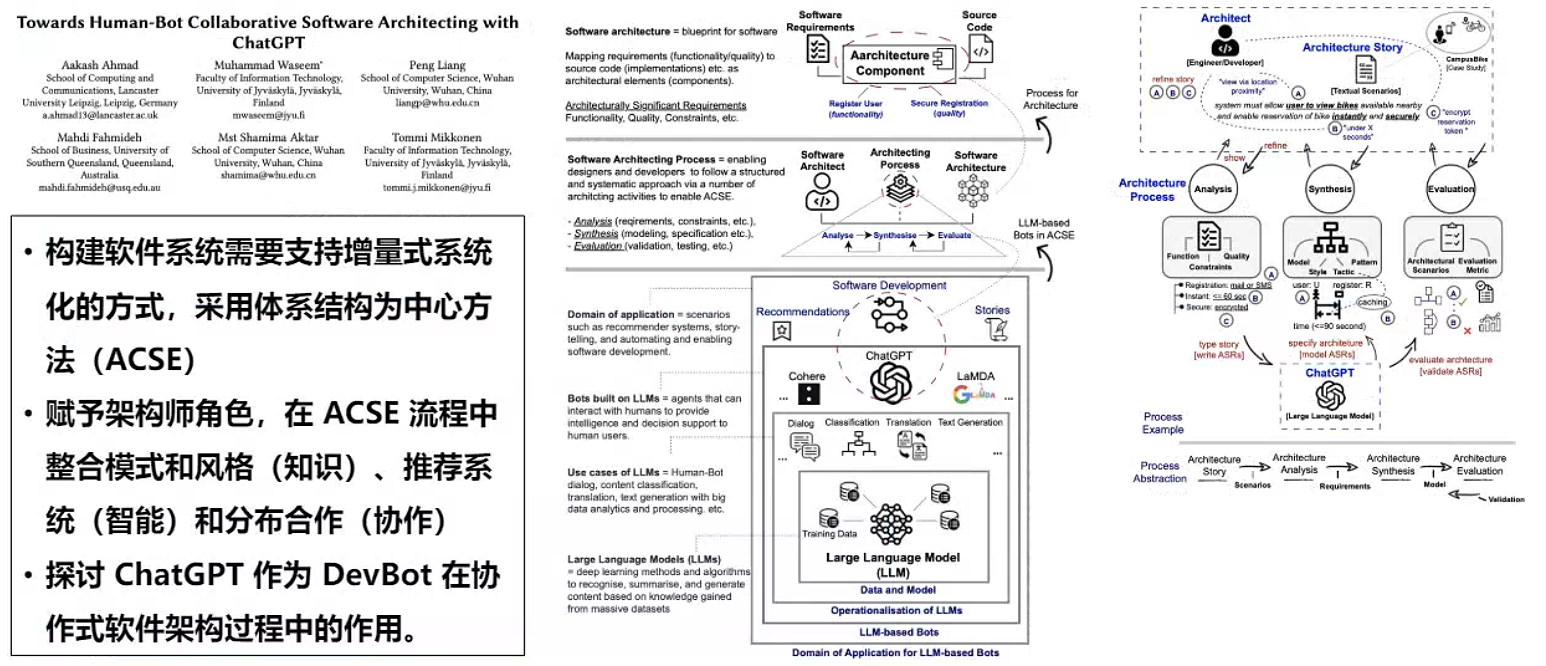 Towards Human-Bot Collaborative Software Architecting with
ChatGPT
Aakash Ahmad
School of Computing and
Communications, Lancaster
University Leipzig, Leipzig, Germany
a.ahmad13@lancaster.ac.uk
Muhammad Waseem*
Faculty of Information Technology,
University of Jyväskylä, Jyväskylä,
Finland
mwaseem@jyu.fi
Peng Liang
School of Computer Science, Wuhan
University, Wuhan, China
liangp@whu.edu.cn
Mahdi Fahmideh
School of Business, University of
Southern Queensland, Queensland,
Australia
mahdi.fahmideh@usq.edu.au
Mst Shamima Aktar
School of Computer Science, Wuhan
University, Wuhan, China
shamima@whu.edu.cn
Tommi Mikkonen
Faculty of Information Technology,
University of Jyväskylä, Jyväskylä,
Finland
tommi.j.mikkonen@jyu.fi
• 构建软件系统需要支持增量式系统
化的方式，采用体系结构为中心方
法（ACSE）
• 赋予架构师角色，在 ACSE 流程中
整合模式和风格（知识）、推荐系
统（智能）和分布合作（协作）
• 探讨 ChatGPT 作为 DevBot 在协
作式软件架构过程中的作用。
Software architecture = blueprint for software
Mapping requirements (functionality/quality) to
source code (implementations) etc. as
architectural elements (components).
Architecturally Significant Requirements
Functionality, Quality, Constraints, etc.
Software
Requirements
Source
Code
Aarchitecture
Component
Register User
(functionality)
Secure Registration
(quality)
Process for
Architecture
Software Architecting Process = enabling
designers and developers to follow a structured
and systematic approach via a number of
architcting activities to enable ACSE.
- Analysis (reqirements, constraints, etc.),
- Synthesis (modeling, specification etc.),
- Evaluation (validation, testing, etc.)
Software
Architect
Architecting
Porcess
Software
Architecture
Analyse
Synthesise
Evaluate
LLM-based
Bots in ACSE
Domain of application = scenarios
such as recommender systems, story-
telling, and automating and enabling
software development.
Bots built on LLMs = agents that can
interact with humans to provide
intelligence and decision support to
human users.
Use cases of LLMs = Human-Bot
dialog, content classification,
translation, text generation with big
data analytics and processing. etc.
Large Language Models (LLMs)
= deep learning methods and algorithms
to recognise, summarise, and generate
content based on knowledge gained
from massive datasets
Software Development
Recommendations
Stories
ChatGPT
Cohere
LaMDA
LaMDA
...
...
Dialog
Classification
Translation
Text Generation
...
...
Training Data
Large Language Model
(LLM)
Data and Model
Operationalisation of LLMs
LLM-based Bots
Domain of Application for LLM-based Bots
Architect
[Engineer/Developer]
Architecture Story
[Textual Scenarios]
CampusBike
[Case Study]
refine story
A B C
"view via location
proximity"
A
system must allow user to view bikes available nearby
and enable reservation of bike instantly and securely
B "under X
seconds"
C "encrypt
reservation
token "
show
refine
Architecture
Process
Analysis
Synthesis
Evaluation
Function
Quality
Constraints
Model
Style
Tactic
Pattern
Architectural
Scanarios
Evaluation
Metric
• Registration: mail or SMS
A
• Instant: <= 60 sec
B
• Secure: encrypted
C
user: U
register: R
A
caching
B
time (<=90 second)
A
B
type story
[write ASRs]
specify architeture
[model ASRs]
evaluate archtecture
[validate ASRs]
ChatGPT
[Large Language Model]
Process
Example
Process
Abstraction
Architecture
Story
Scenarios
Architecture
Analysis
Requirements
Architecture
Synthesis
Model
Architecture
Evaluation
Validation